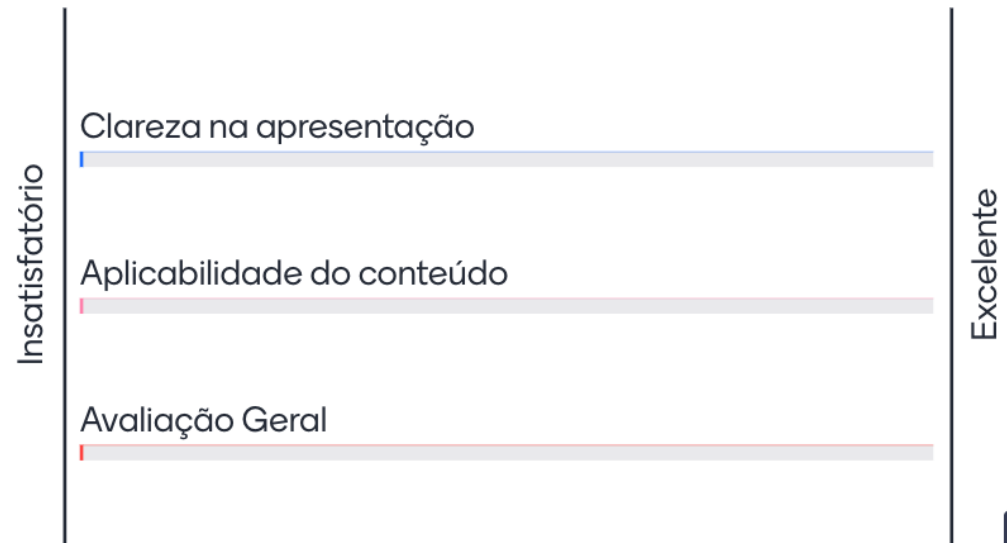 Insatisfatório
Clareza na apresentação
Aplicabilidade do conteúdo
Avaliação Geral
Excelente